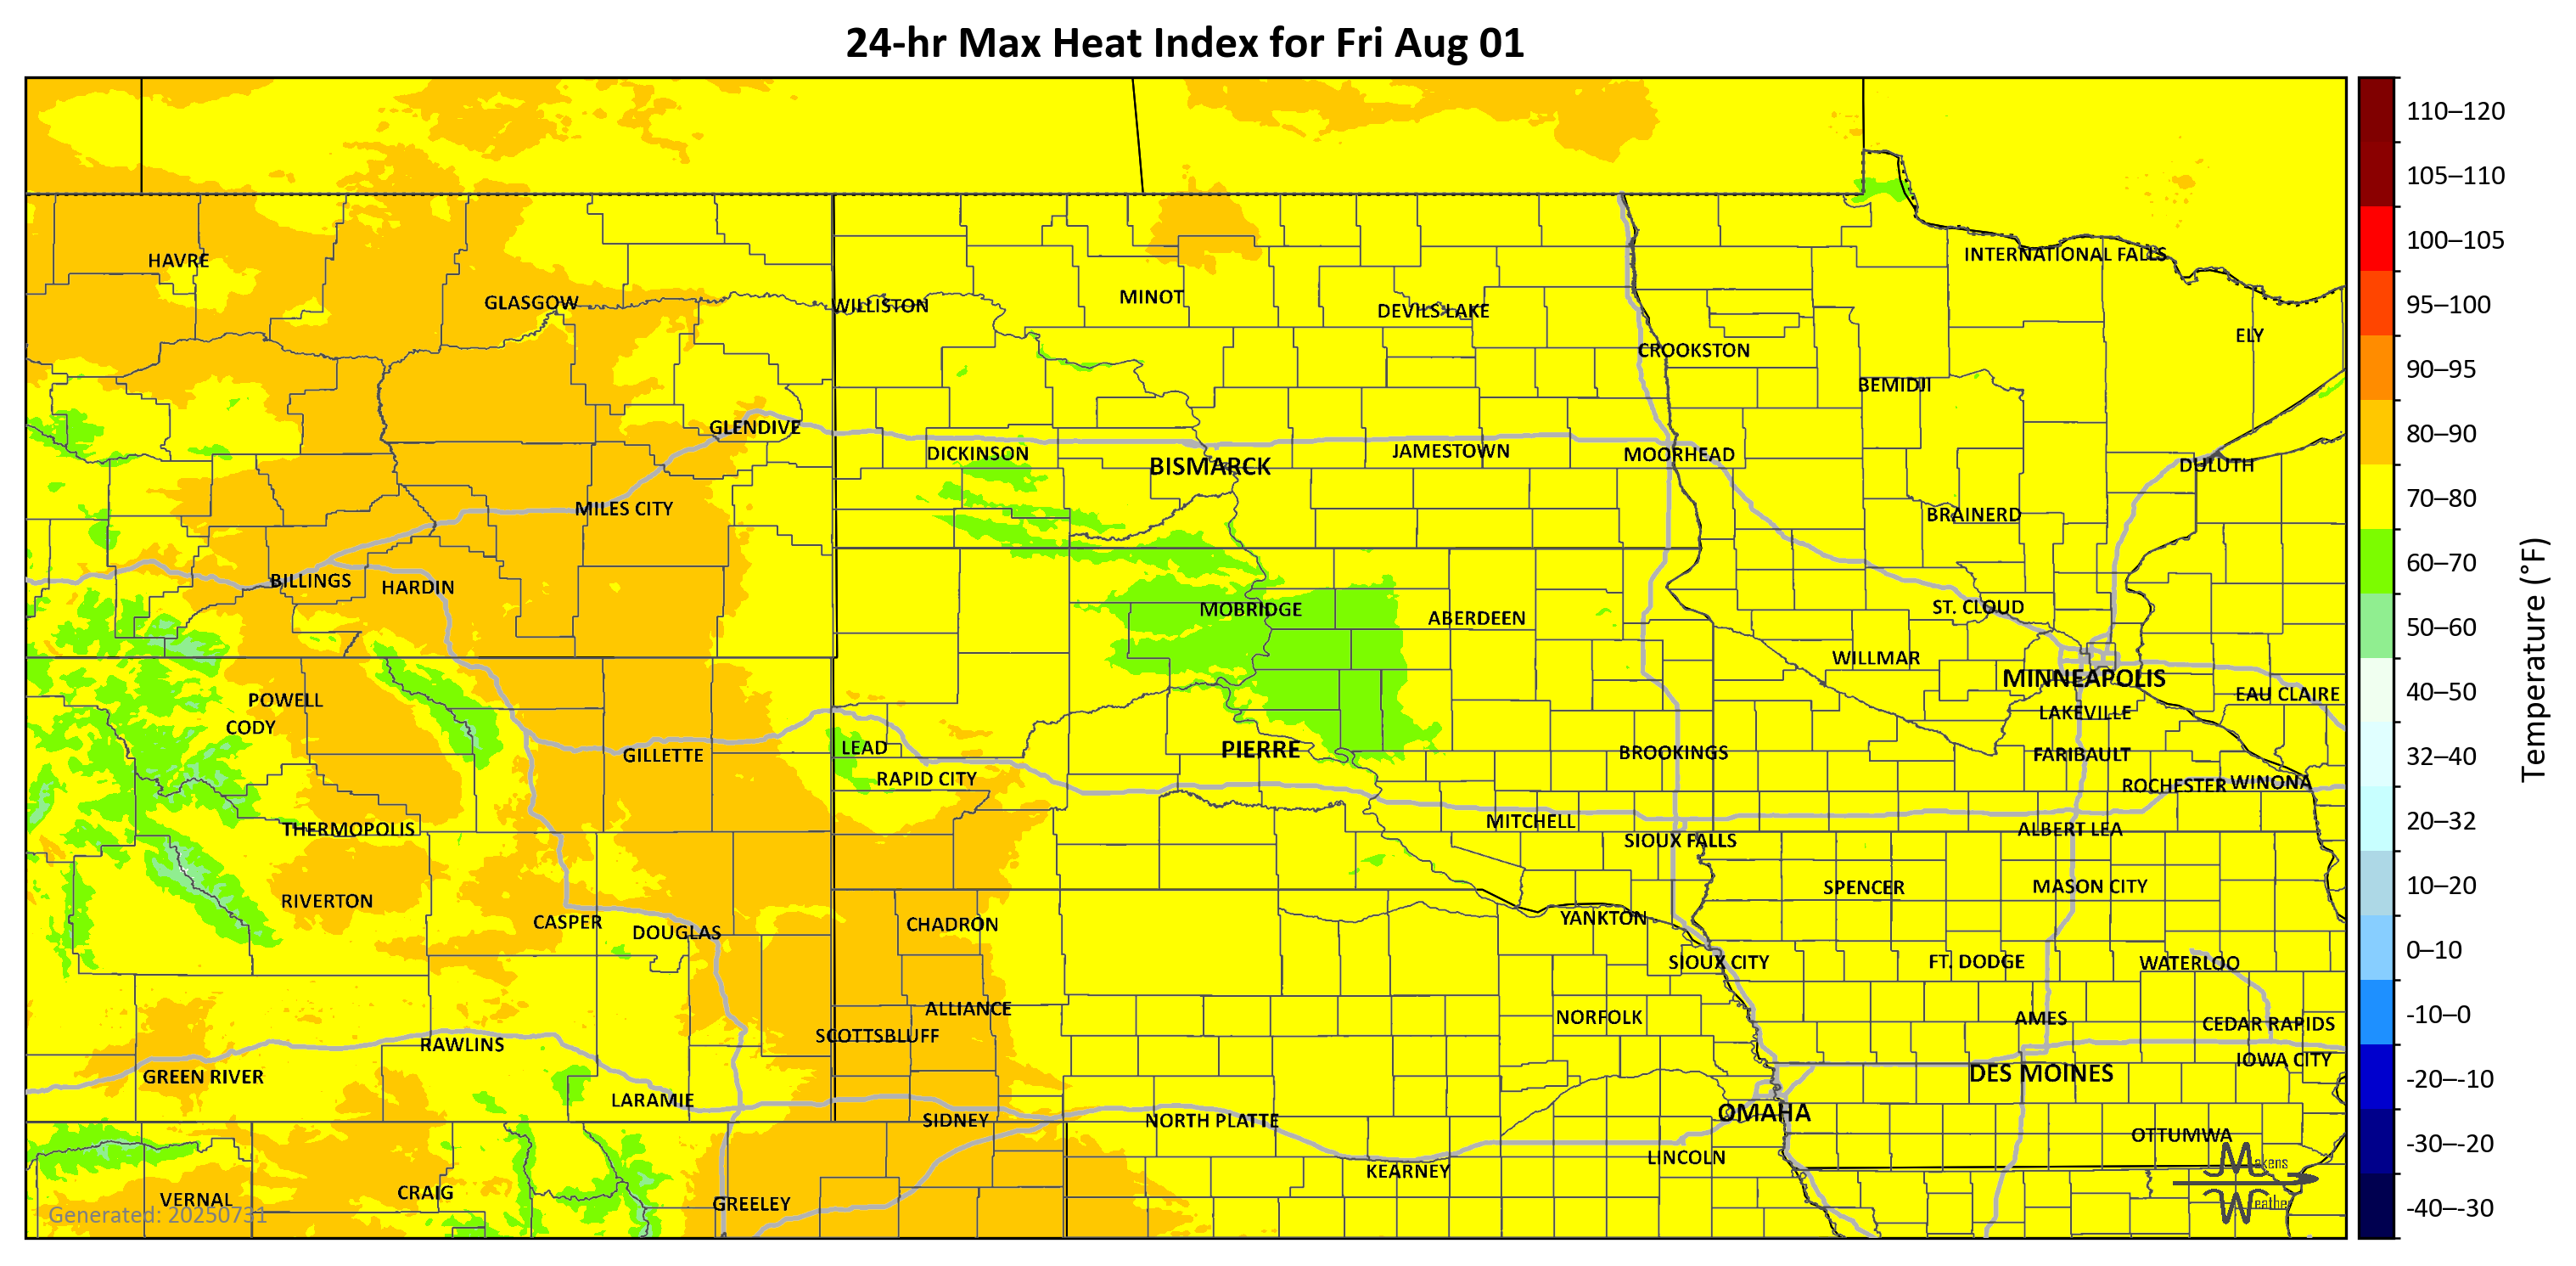 24-hr Max Heat Index for Fri Aug 01
110–120
105–110
100–105
95–100
90–95
80–90
70–80
60–70
50–60
40–50
32–40
20–32
10–20
0–10
-10–0
-20–-10
-30–-20
-40–-30
Temperature (°F)
INTERNATIONAL FALLS
HAVRE
GLASGOW
WILLISTON
MINOT
DEVILS LAKE
ELY
CROOKSTON
BEMIDJI
GLENDIVE
DICKINSON
BISMARCK
JAMESTOWN
MOORHEAD
DULUTH
MILES CITY
BRAINERD
BILLINGS
HARDIN
MOBRIDGE
ABERDEEN
ST. CLOUD
WILLMAR
MINNEAPOLIS
POWELL
EAU CLAIRE
CODY
LAKEVILLE
GILLETTE
LEAD
PIERRE
BROOKINGS
FARIBAULT
RAPID CITY
ROCHESTER
WINONA
THERMOPOLIS
MITCHELL
SIOUX FALLS
ALBERT LEA
RIVERTON
SPENCER
MASON CITY
CASPER
DOUGLAS
CHADRON
YANKTON
SIOUX CITY
FT. DODGE
WATERLOO
ALLIANCE
NORFOLK
AMES
CEDAR RAPIDS
SCOTTSBLUFF
RAWLINS
IOWA CITY
GREEN RIVER
DES MOINES
LARAMIE
SIDNEY
NORTH PLATTE
OMAHA
OTTUMWA
KEARNEY
LINCOLN
VERNAL
CRAIG
GREELEY
Generated: 20250731
Makens
Weather